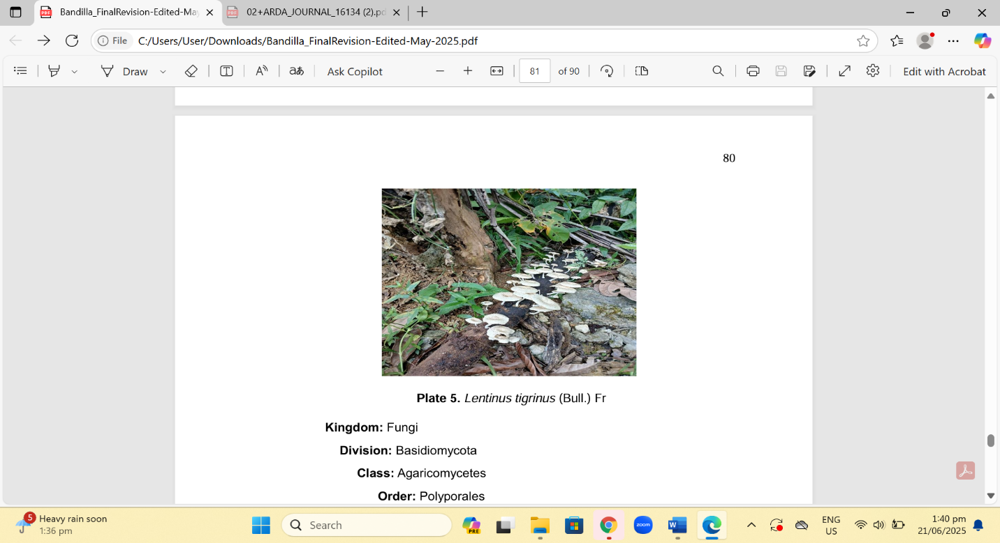 Bandilla_FinalRevision-Edited-Ma
02+ARDA_JOURNAL_16134 (2).pd
File C:/Users/User/Downloads/Bandilla_FinalRevision-Edited-May-2025.pdf
Draw
Ask Copilot
81 of 90
Edit with Acrobat
80
Plate 5. Lentinus tigrinus (Bull.) Fr
Kingdom: Fungi
Division: Basidiomycota
Class: Agaricomycetes
Order: Polyporales
5
Heavy rain soon
1:36 pm
Search
PRE
zoom
W
ENG
US
1:40 pm
21/06/2025